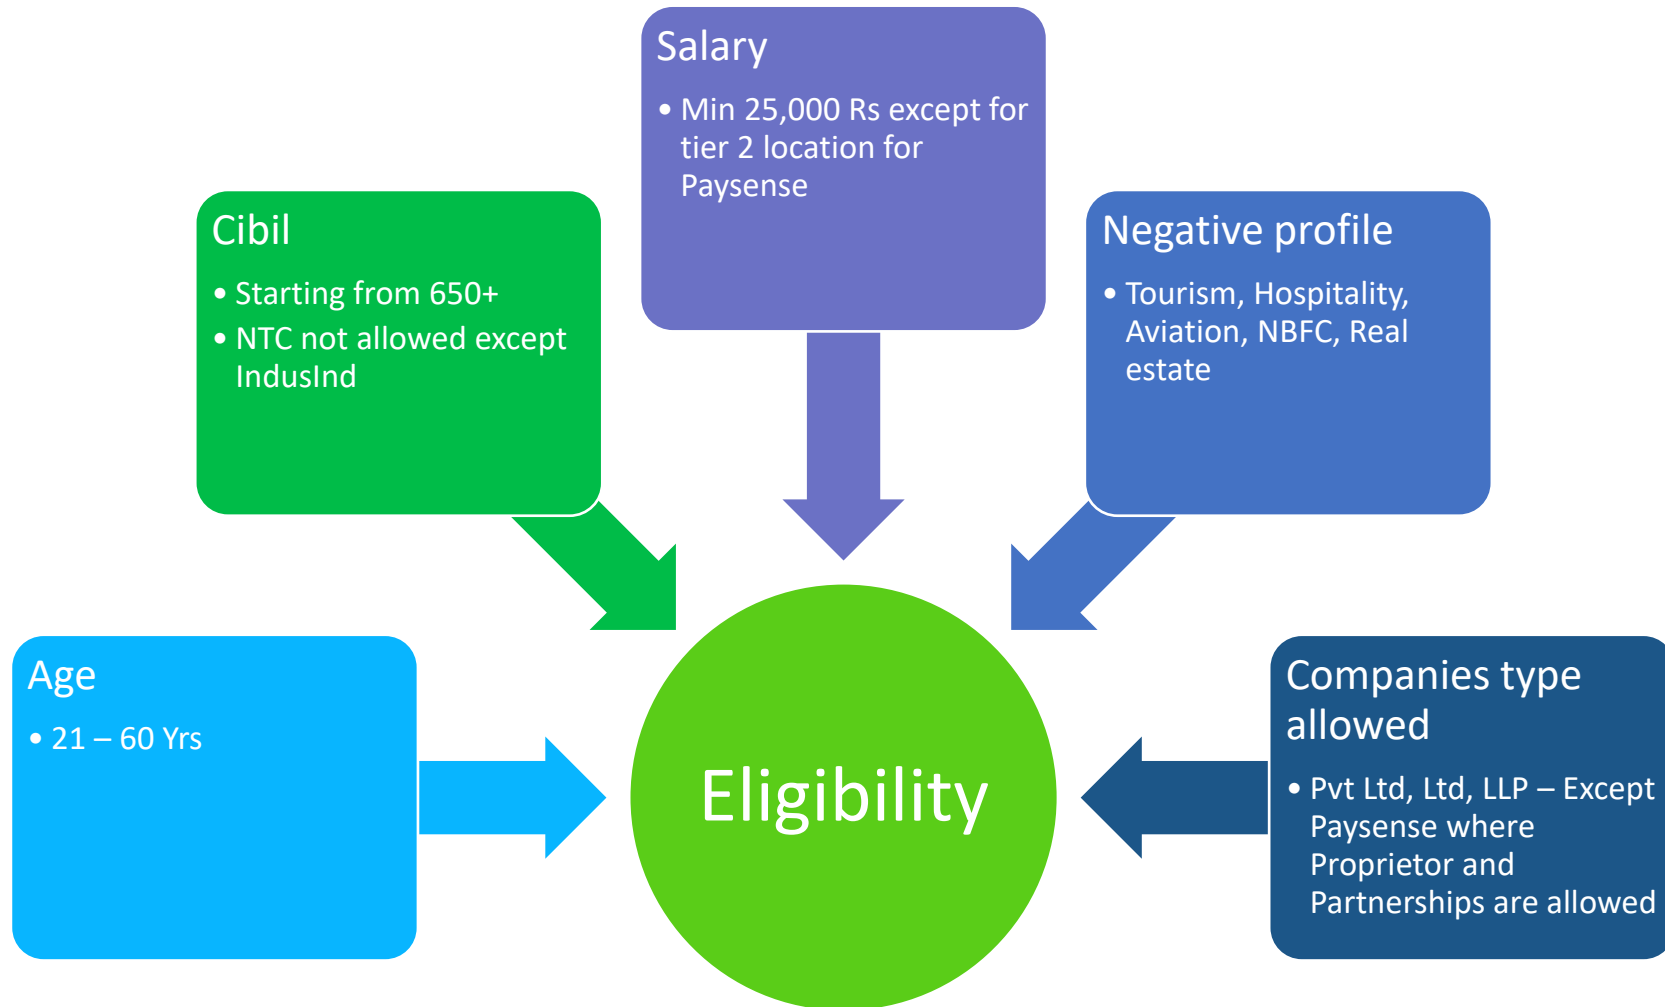 Salary
• Min 25,000 Rs except for
tier 2 location for
Paysense
Cibil
• Starting from 650+
• NTC not allowed except
IndusInd
Negative profile
• Tourism, Hospitality,
Aviation, NBFC, Real
estate
Age
• 21 – 60 Yrs
Eligibility
Companies type
allowed
• Pvt Ltd, Ltd, LLP – Except
Paysense where
Proprietor and
Partnerships are allowed